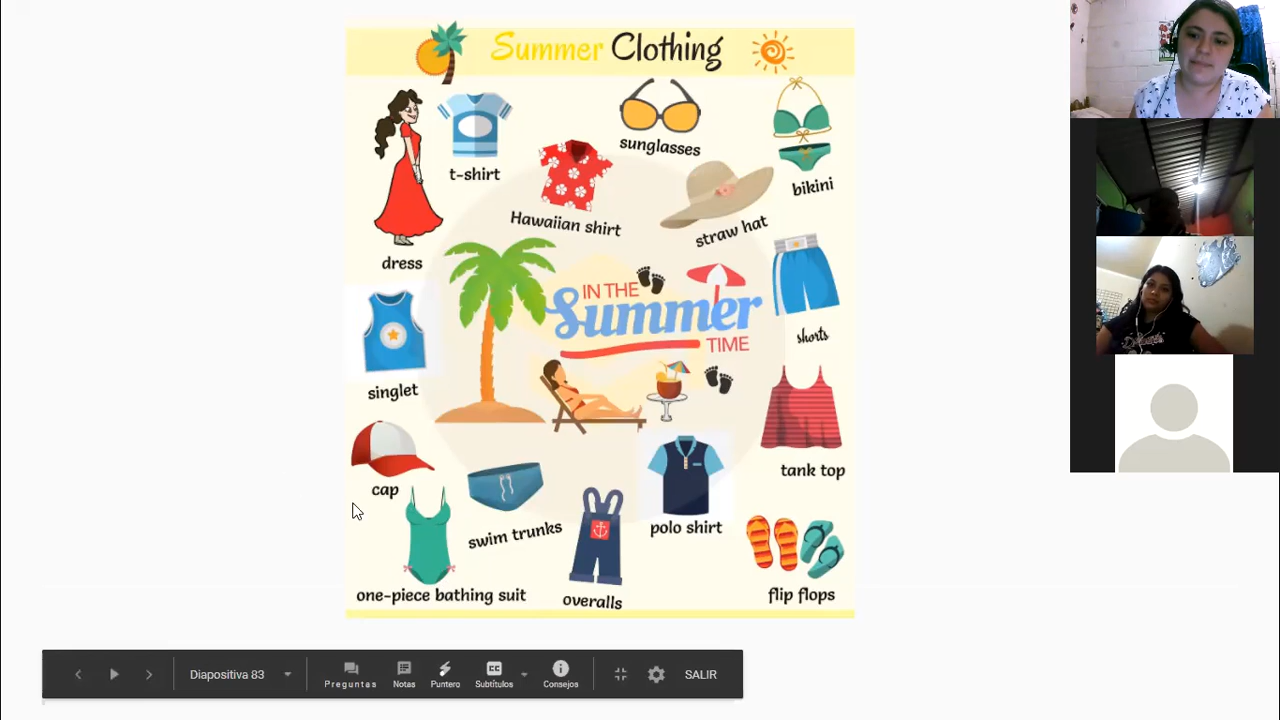 Summer Clothing
t-shirt
sunglasses
bikini
Hawaiian shirt
straw hat
dress
IN THE
Summer
TIME
shorts
singlet
tank top
cap
swim trunks
polo shirt
one-piece bathing suit
overalls
flip flops
Diapositiva 83
Preguntas
Notas
Puntero
CC
Subtítulos
Consejos
SALIR